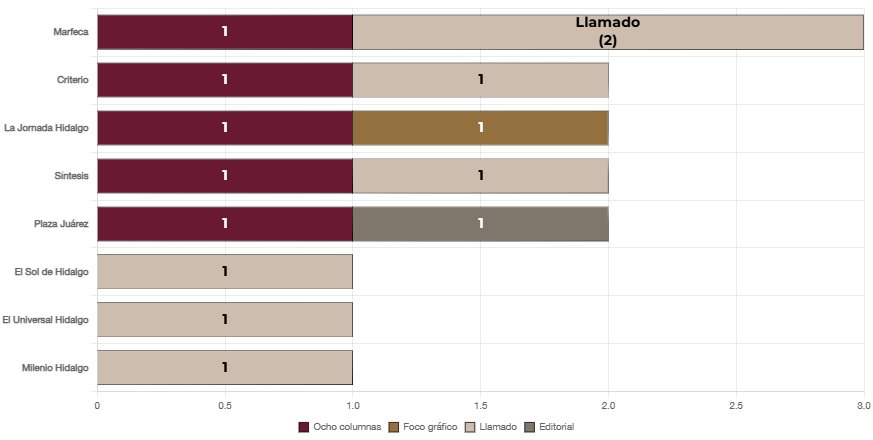 Marfeca 1 Llamado
(2)
Criterio 1 1
La Jornada Hidalgo 1 1
Síntesis 1 1
Plaza Juárez 1 1
El Sol de Hidalgo 1
El Universal Hidalgo 1
Milenio Hidalgo 1
0 0.5 1.0 1.5 2.0 2.5 3.0
Ocho columnas Foco gráfico Llamado Editorial